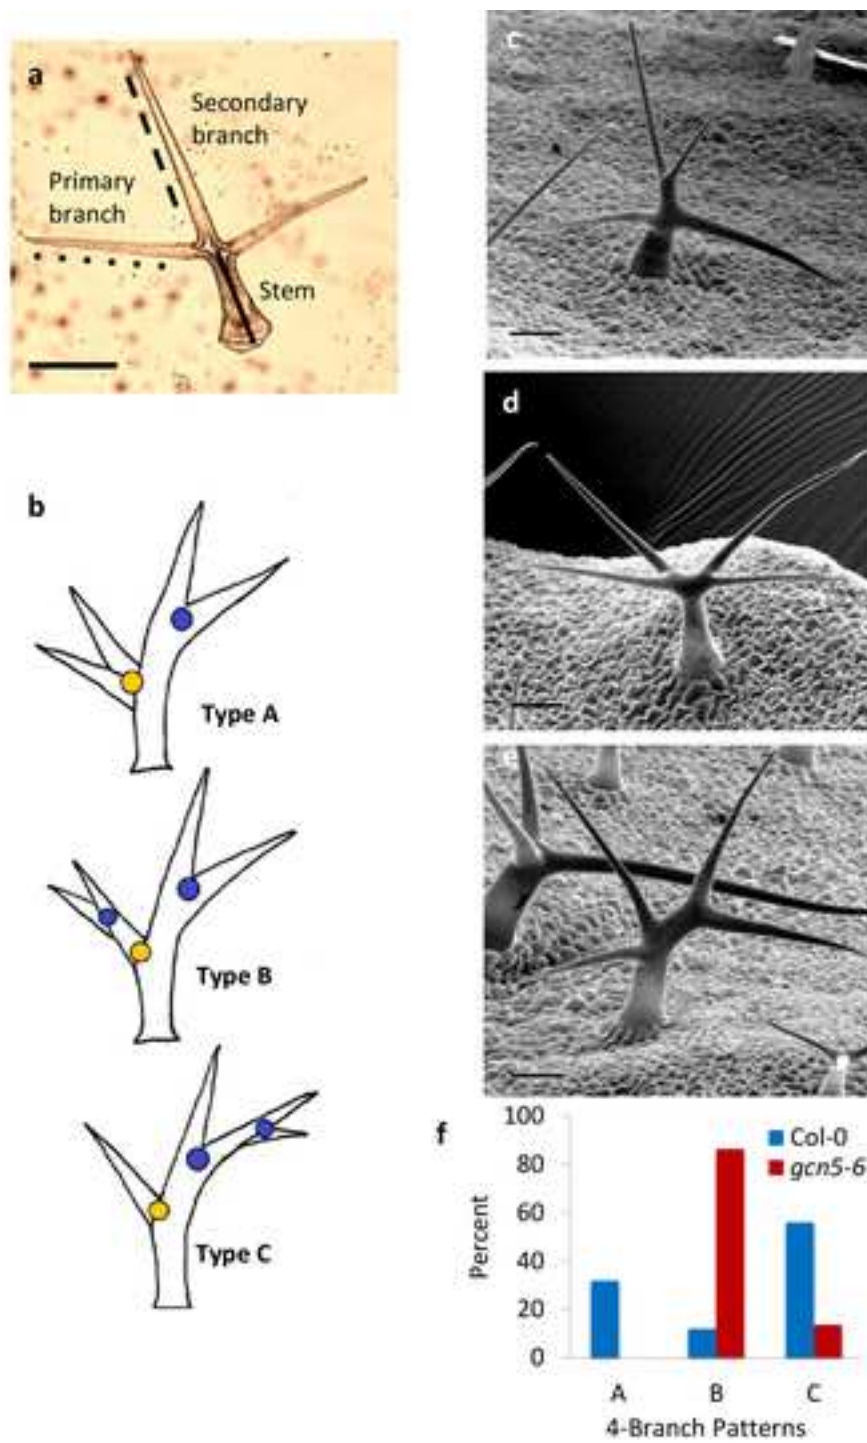 a
Secondary
branch
Primary
branch
Stem
b
Type A
Type B
Type C
c
d
e
f
100
80
60
40
20
0
Percent
Col-0
gcn5-6
A B C
4-Branch Patterns